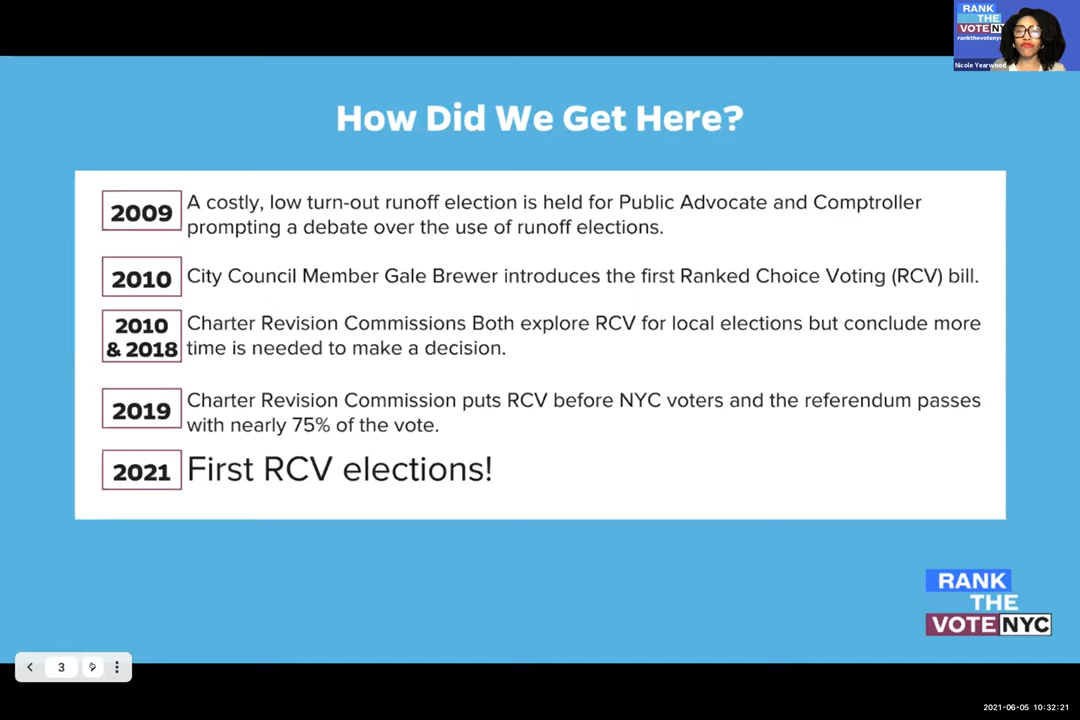 RANK
THE
VOTE NYC
Nicole Yearwood
How Did We Get Here?
2009
A costly, low turn-out runoff election is held for Public Advocate and Comptroller
prompting a debate over the use of runoff elections.
2010
City Council Member Gale Brewer introduces the first Ranked Choice Voting (RCV) bill.
2010
& 2018
Charter Revision Commissions Both explore RCV for local elections but conclude more
time is needed to make a decision.
2019
Charter Revision Commission puts RCV before NYC voters and the referendum passes
with nearly 75% of the vote.
2021
First RCV elections!
RANK
THE
VOTE NYC
3
2021-06-05 10:32:21